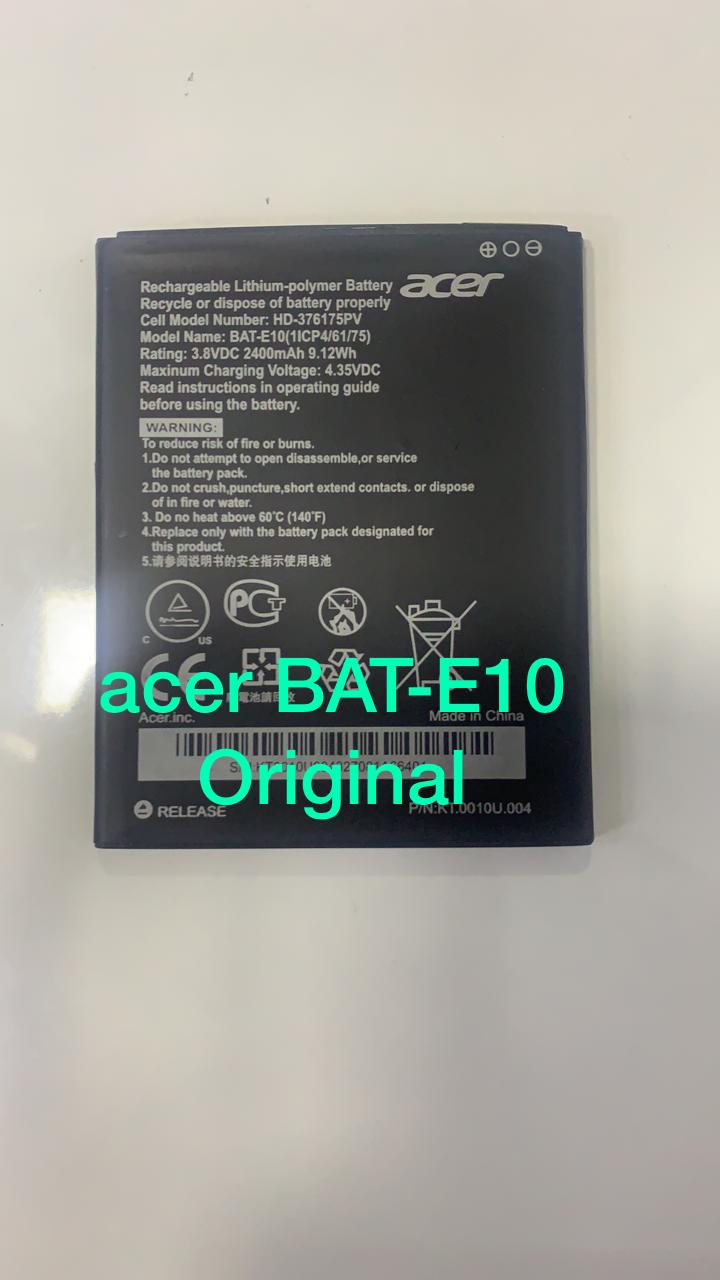 Rechargeable Lithium-polymer Battery
acer
Recycle or dispose of battery properly
Cell Model Number: HD-376175PV
Model Name: BAT-E10(1ICP4/61/75)
Rating: 3.8VDC 2400mAh 9.12Wh
Maxinum Charging Voltage: 4.35VDC
Read instructions in operating guide
before using the battery.
WARNING:
To reduce risk of fire or burns.
1.Do not attempt to open disassemble,or service
the battery pack.
2.Do not crush,puncture,short extend contacts. or dispose
of in fire or water.
3. Do no heat above 60°C (140°F)
4.Replace only with the battery pack designated for
this product.
5.请参阅说明书的安全指示使用电池
C US
acer BAT-E10
Acer.inc.
Made in China
Original
RELEASE
P/N:KT.0010U.004